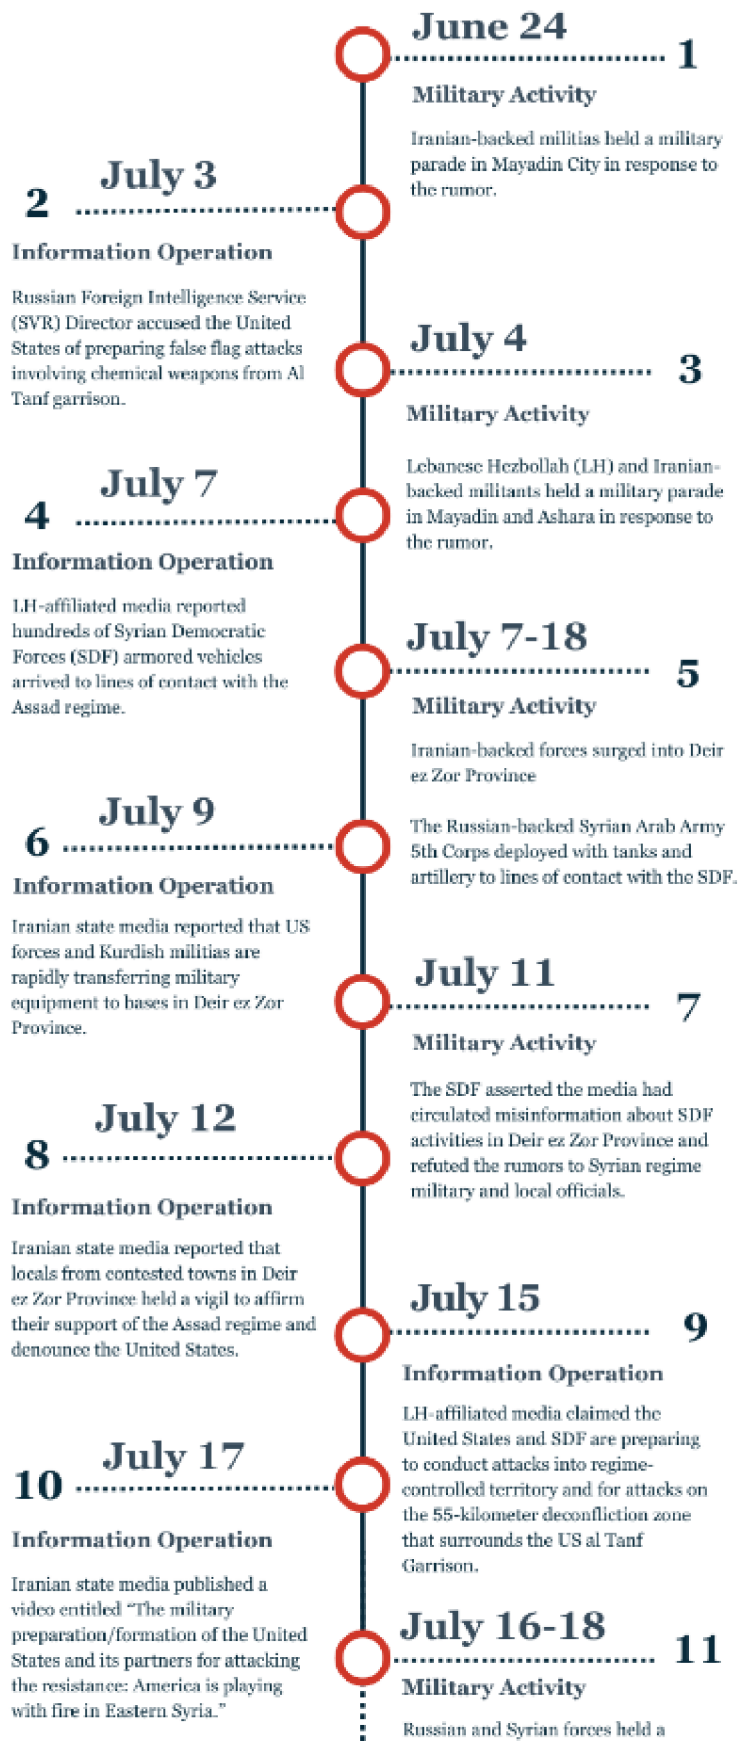 June 24
1
Military Activity
Iranian-backed militias held a military
parade in Mayadin City in response to
the rumor.
July 3
2
Information Operation
Russian Foreign Intelligence Service
(SVR) Director accused the United
States of preparing false flag attacks
involving chemical weapons from Al
Tanf garrison.
July 4
3
Military Activity
Lebanese Hezbollah (LH) and Iranian-
backed militants held a military parade
in Mayadin and Ashara in response to
the rumor.
July 7
4
Information Operation
LH-affiliated media reported
hundreds of Syrian Democratic
Forces (SDF) armored vehicles
arrived to lines of contact with the
Assad regime.
July 7-18
5
Military Activity
Iranian-backed forces surged into Deir
ez Zor Province
The Russian-backed Syrian Arab Army
5th Corps deployed with tanks and
artillery to lines of contact with the SDF.
July 9
6
Information Operation
Iranian state media reported that US
forces and Kurdish militias are
rapidly transferring military
equipment to bases in Deir ez Zor
Province.
July 11
7
Military Activity
The SDF asserted the media had
circulated misinformation about SDF
activities in Deir ez Zor Province and
refuted the rumors to Syrian regime
military and local officials.
July 12
8
Information Operation
Iranian state media reported that
locals from contested towns in Deir
ez Zor Province held a vigil to affirm
their support of the Assad regime and
denounce the United States.
July 15
9
Information Operation
LH-affiliated media claimed the
United States and SDF are preparing
to conduct attacks into regime-
controlled territory and for attacks on
the 55-kilometer deconfliction zone
that surrounds the US al Tanf
Garrison.
July 17
10
Information Operation
Iranian state media published a
video entitled “The military
preparation/formation of the United
States and its partners for attacking
the resistance: America is playing
with fire in Eastern Syria.”
July 16-18
11
Military Activity
Russian and Syrian forces held a